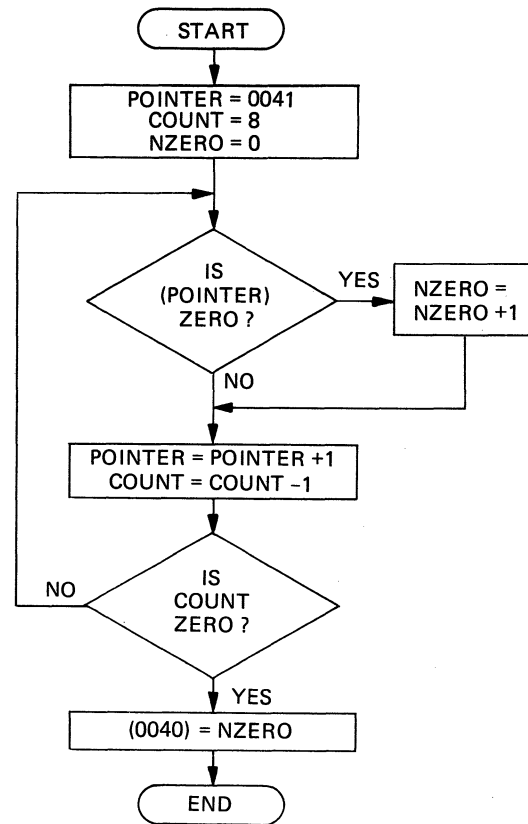 START
POINTER = 0041
COUNT = 8
NZERO = 0
IS
(POINTER)
ZERO ?
YES
NZERO =
NZERO +1
NO
POINTER = POINTER +1
COUNT = COUNT –1
IS
COUNT
ZERO ?
NO
YES
(0040) = NZERO
END